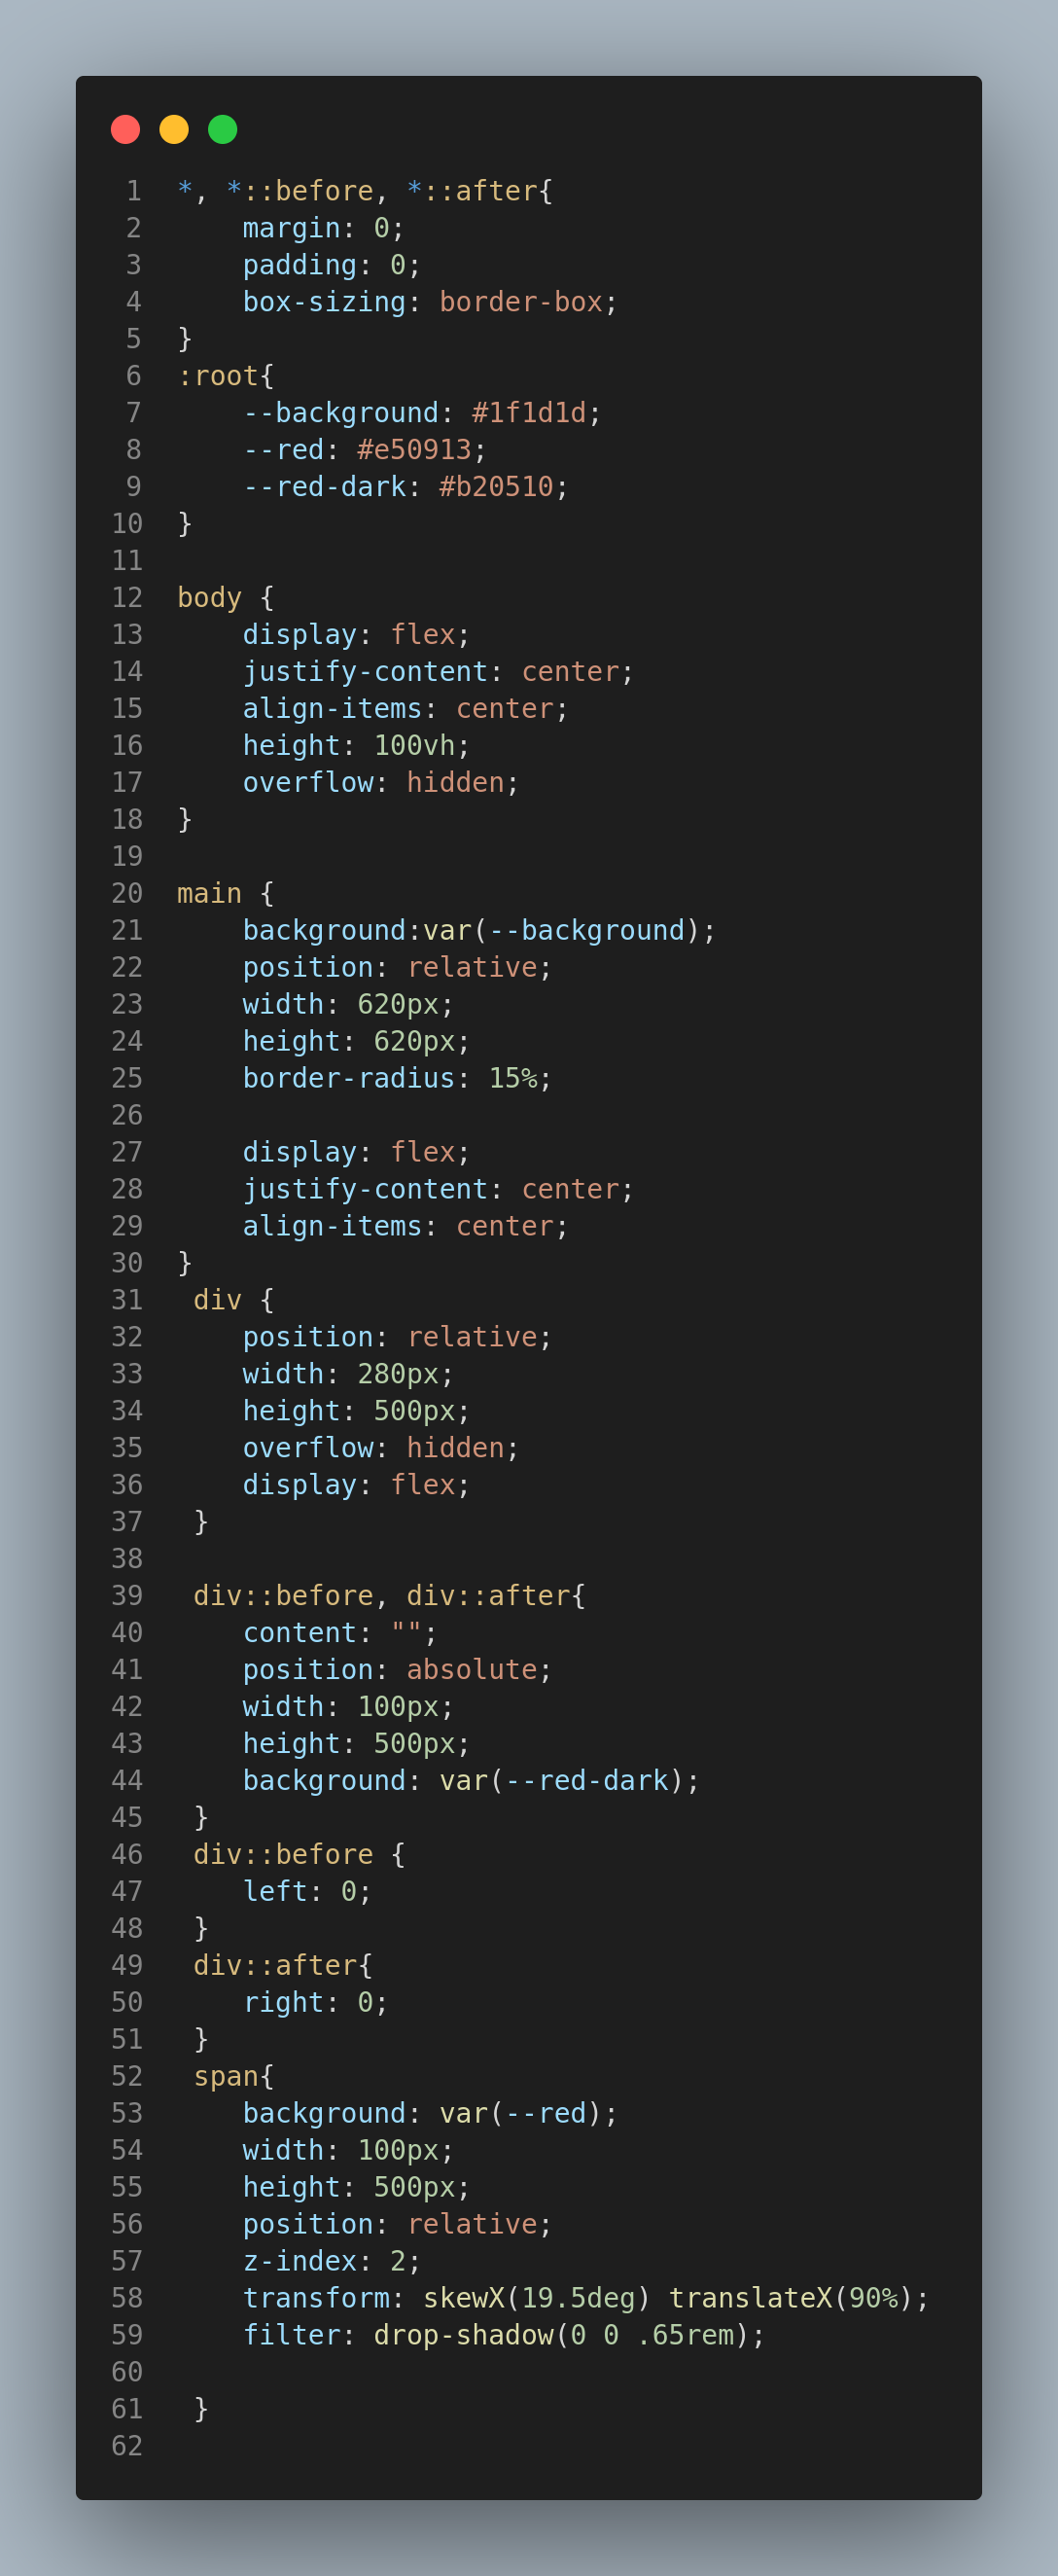 1 *, *::before, *::after{
2     margin: 0;
3     padding: 0;
4     box-sizing: border-box;
5 }
6 :root{
7     --background: #1f1d1d;
8     --red: #e50913;
9     --red-dark: #b20510;
10 }
11
12 body {
13     display: flex;
14     justify-content: center;
15     align-items: center;
16     height: 100vh;
17     overflow: hidden;
18 }
19
20 main {
21     background:var(--background);
22     position: relative;
23     width: 620px;
24     height: 620px;
25     border-radius: 15%;
26
27     display: flex;
28     justify-content: center;
29     align-items: center;
30 }
31  div {
32     position: relative;
33     width: 280px;
34     height: 500px;
35     overflow: hidden;
36     display: flex;
37  }
38
39  div::before, div::after{
40     content: "";
41     position: absolute;
42     width: 100px;
43     height: 500px;
44     background: var(--red-dark);
45  }
46  div::before {
47     left: 0;
48  }
49  div::after{
50     right: 0;
51  }
52  span{
53     background: var(--red);
54     width: 100px;
55     height: 500px;
56     position: relative;
57     z-index: 2;
58     transform: skewX(19.5deg) translateX(90%);
59     filter: drop-shadow(0 0 .65rem);
60
61  }
62